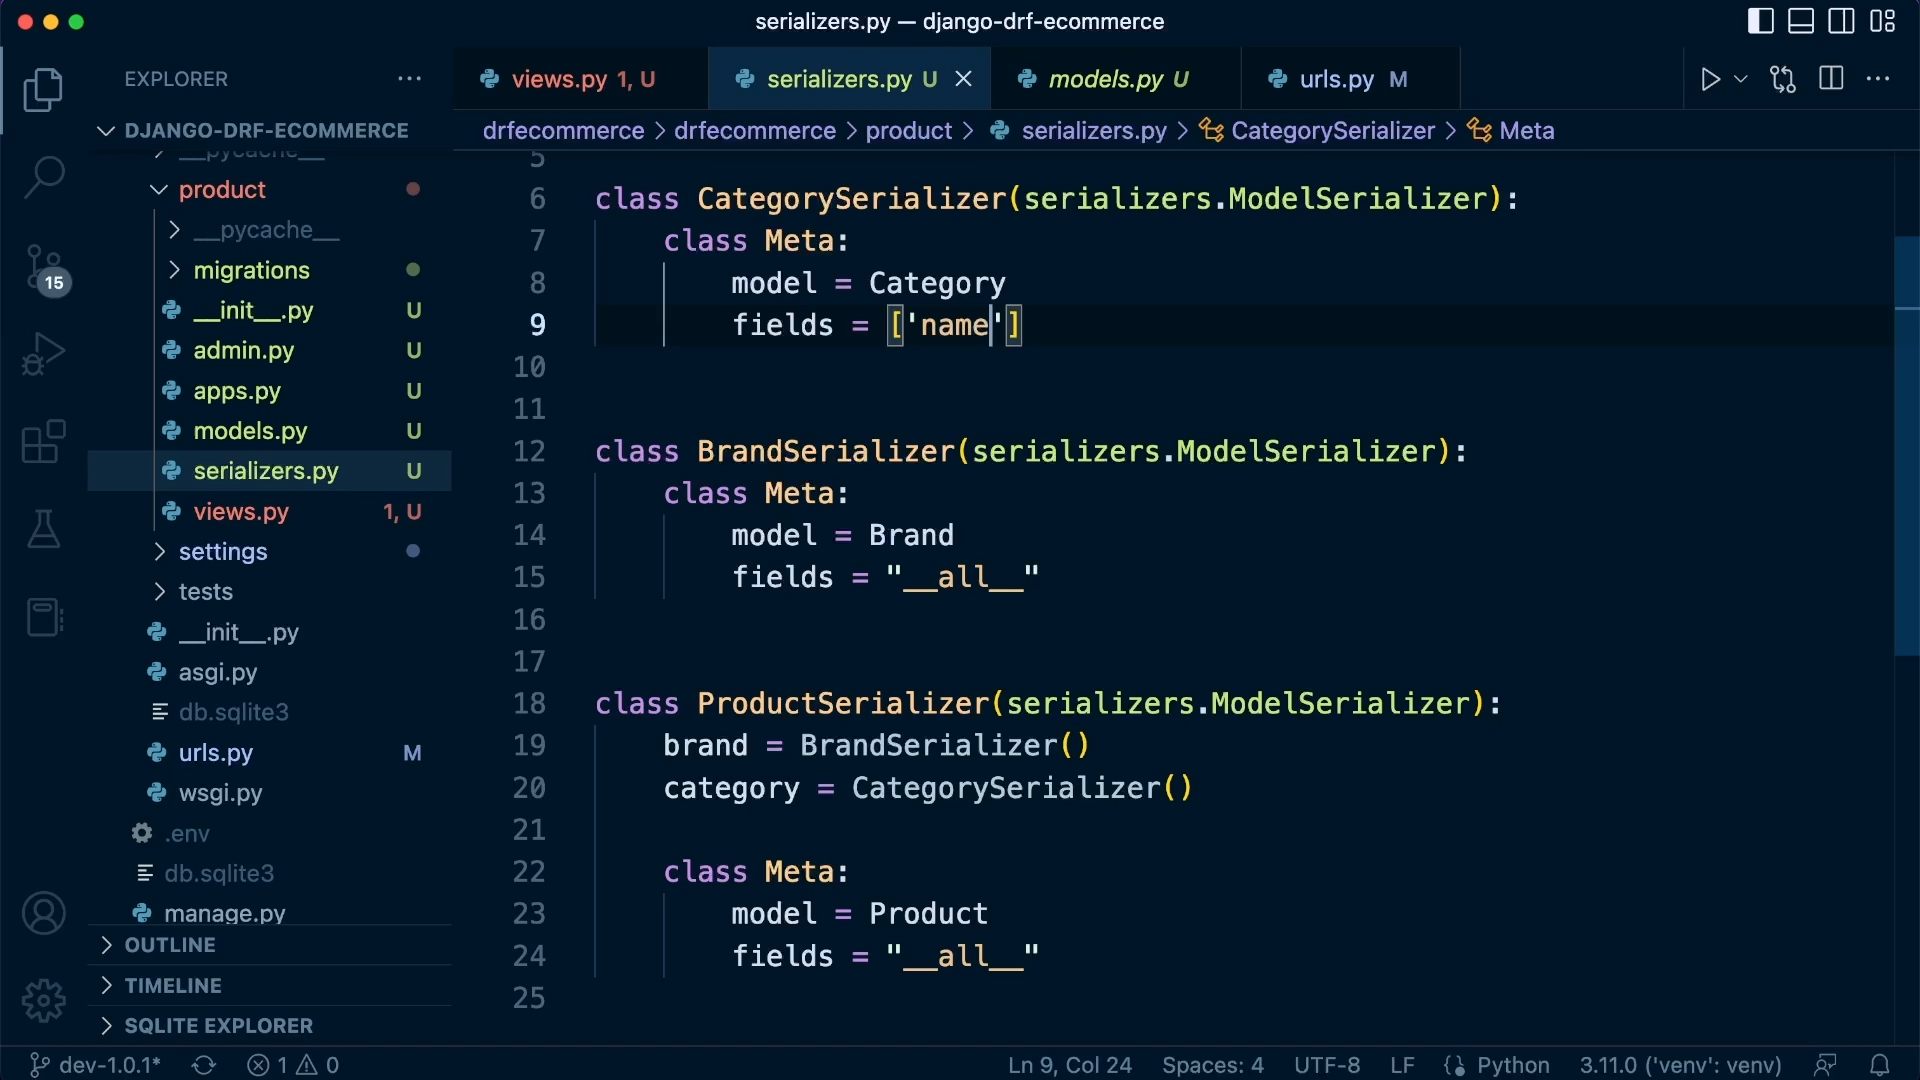 serializers.py — django-drf-ecommerce
EXPLORER
views.py 1, U
serializers.py U
models.py U
urls.py M
DJANGO-DRF-ECOMMERCE
drfecommerce > drfecommerce > product > serializers.py > CategorySerializer > Meta
__pycache__
product
__pycache__
migrations
__init__.py U
admin.py U
apps.py U
models.py U
serializers.py U
views.py 1, U
settings
tests
__init__.py
asgi.py
db.sqlite3
urls.py M
wsgi.py
.env
db.sqlite3
manage.py
OUTLINE
TIMELINE
SQLITE EXPLORER
15
5
6 class CategorySerializer(serializers.ModelSerializer):
7 class Meta:
8 model = Category
9 fields = ['name']
10
11
12 class BrandSerializer(serializers.ModelSerializer):
13 class Meta:
14 model = Brand
15 fields = "__all__"
16
17
18 class ProductSerializer(serializers.ModelSerializer):
19 brand = BrandSerializer()
20 category = CategorySerializer()
21
22 class Meta:
23 model = Product
24 fields = "__all__"
25
dev-1.0.1* 1 0 Ln 9, Col 24 Spaces: 4 UTF-8 LF Python 3.11.0 ('venv': venv)